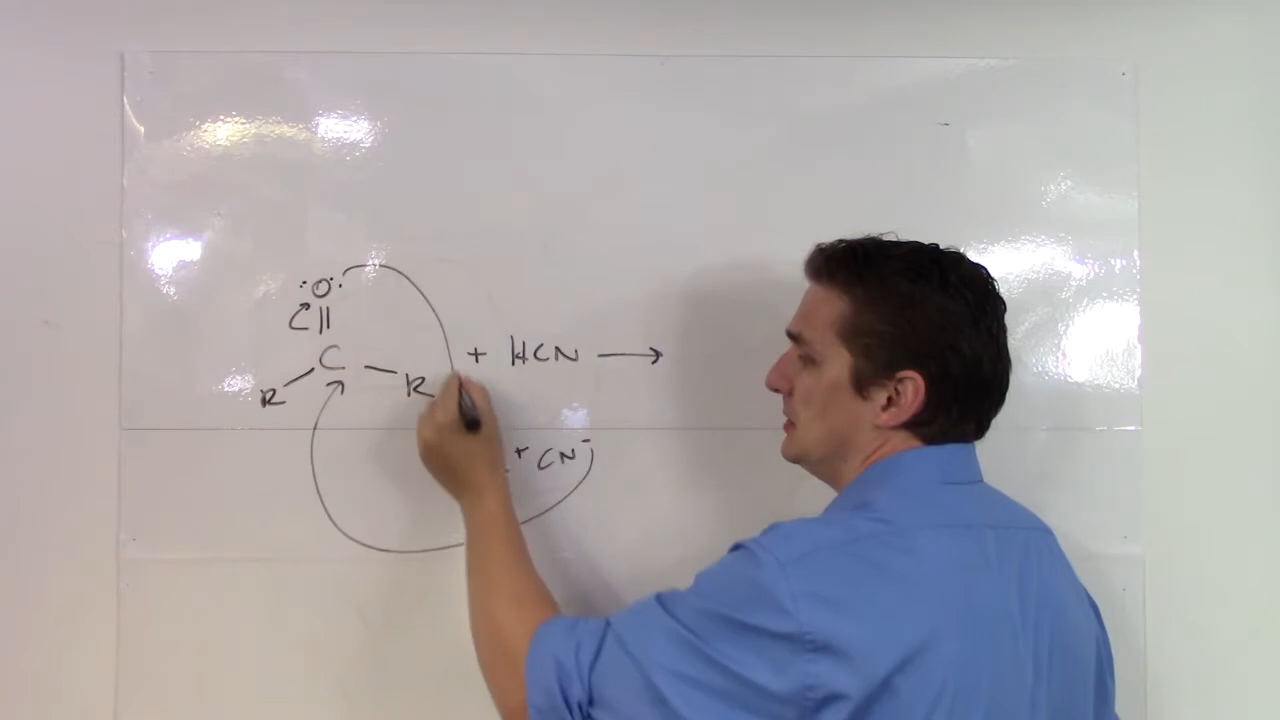 :O:
||
C
R R + HCN →
+ CN-